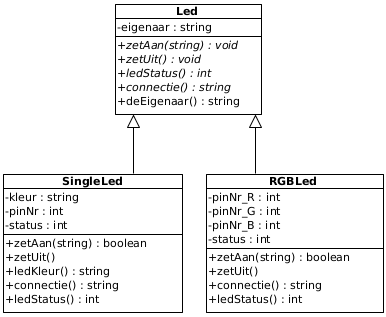 Led
-eigenaar : string
+zetAan(string) : void
+zetUit() : void
+ledStatus() : int
+connectie() : string
+deEigenaar() : string
SingleLed
-kleur : string
-pinNr : int
-status : int
+zetAan(string) : boolean
+zetUit()
+ledKleur() : string
+connectie() : string
+ledStatus() : int
RGBLed
-pinNr_R : int
-pinNr_G : int
-pinNr_B : int
-status : int
+zetAan(string) : boolean
+zetUit()
+connectie() : string
+ledStatus() : int